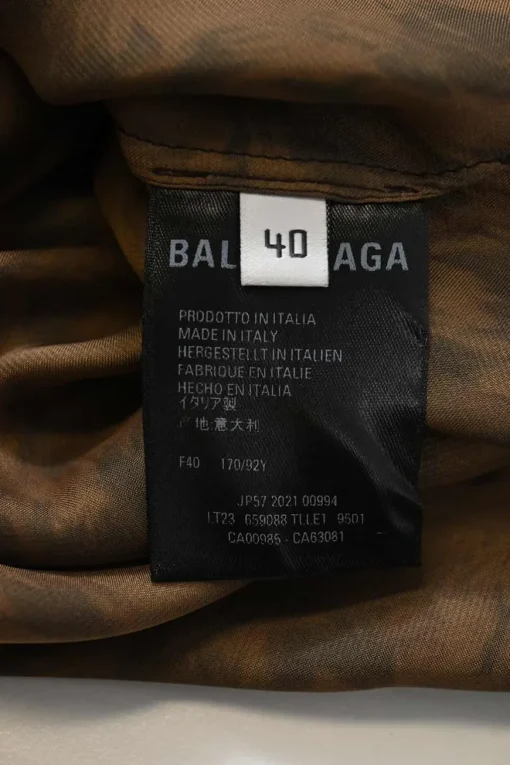 BAL 40 AGA
PRODOTTO IN ITALIA
MADE IN ITALY
HERGESTELLT IN ITALIEN
FABRIQUE EN ITALIE
HECHO EN ITALIA
イタリア製
产地:意大利
F40 170/92Y
JP57 2021 00994
LT23 659088 TLLE1 9501
CA00985 - CA63081